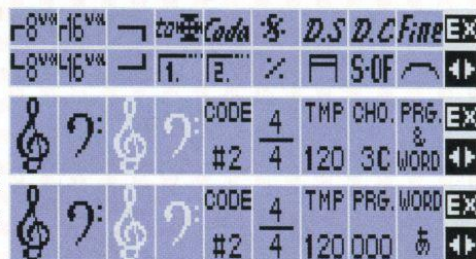 8va 16va to Coda D.S D.C Fine EX
8va 16va 1. 2. S-OF
CODE 4 TMP CHO. PRG. EX
& 
#2 4 120 3C WORD
CODE 4 TMP PRG. WORD EX
#2 4 120 000 あ